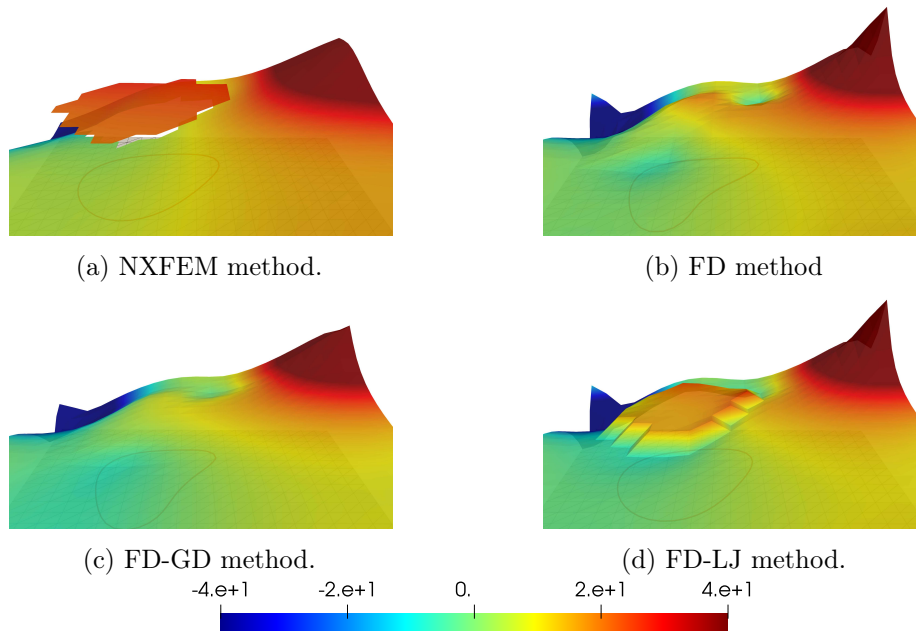 (a) NXFEM method.
(b) FD method
(c) FD-GD method.
(d) FD-LJ method.
-4.e+1 -2.e+1 0. 2.e+1 4.e+1